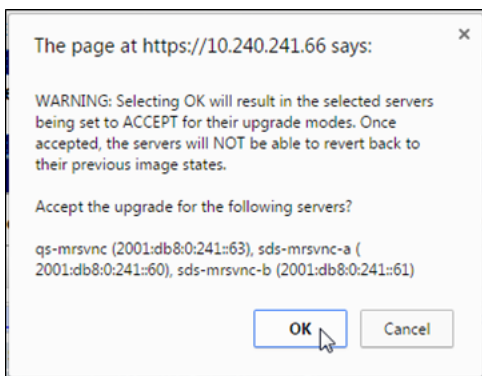 The page at https://10.240.241.66 says:
WARNING: Selecting OK will result in the selected servers
being set to ACCEPT for their upgrade modes. Once
accepted, the servers will NOT be able to revert back to
their previous image states.
Accept the upgrade for the following servers?
qs-mrsvnc (2001:db8:0:241::63), sds-mrsvnc-a (
2001:db8:0:241::60), sds-mrsvnc-b (2001:db8:0:241::61)
OK
Cancel